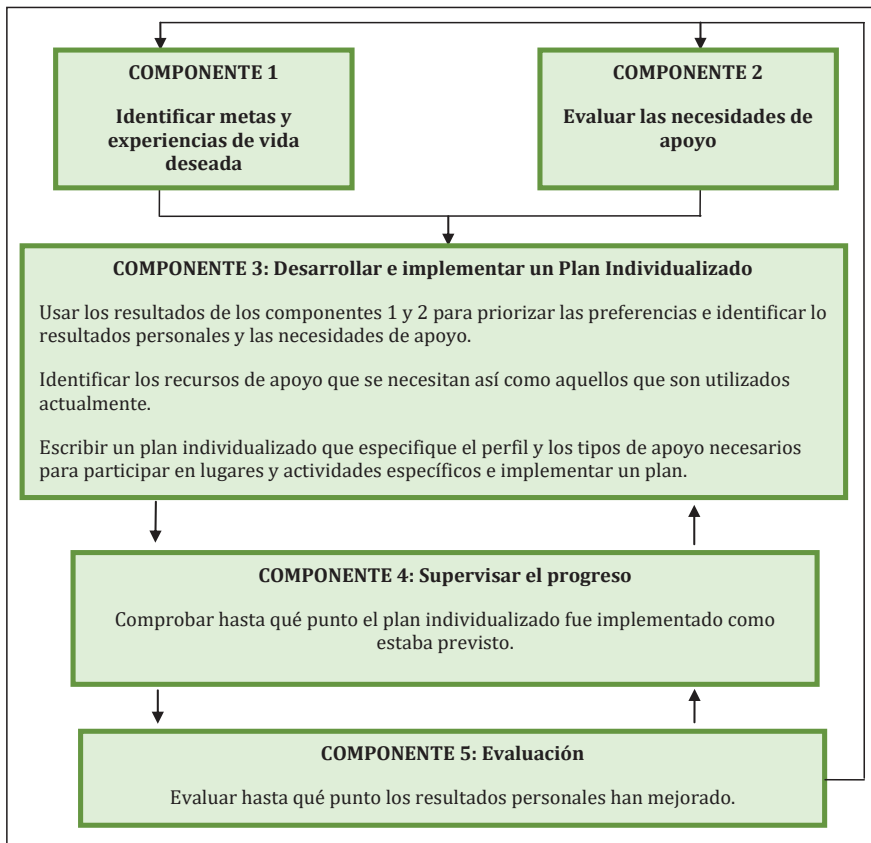 COMPONENTE 1
Identificar metas y
experiencias de vida
deseada
COMPONENTE 2
Evaluar las necesidades de
apoyo
COMPONENTE 3: Desarrollar e implementar un Plan Individualizado
Usar los resultados de los componentes 1 y 2 para priorizar las preferencias e identificar lo
resultados personales y las necesidades de apoyo.
Identificar los recursos de apoyo que se necesitan así como aquellos que son utilizados
actualmente.
Escribir un plan individualizado que especifique el perfil y los tipos de apoyo necesarios
para participar en lugares y actividades específicos e implementar un plan.
COMPONENTE 4: Supervisar el progreso
Comprobar hasta qué punto el plan individualizado fue implementado como
estaba previsto.
COMPONENTE 5: Evaluación
Evaluar hasta qué punto los resultados personales han mejorado.